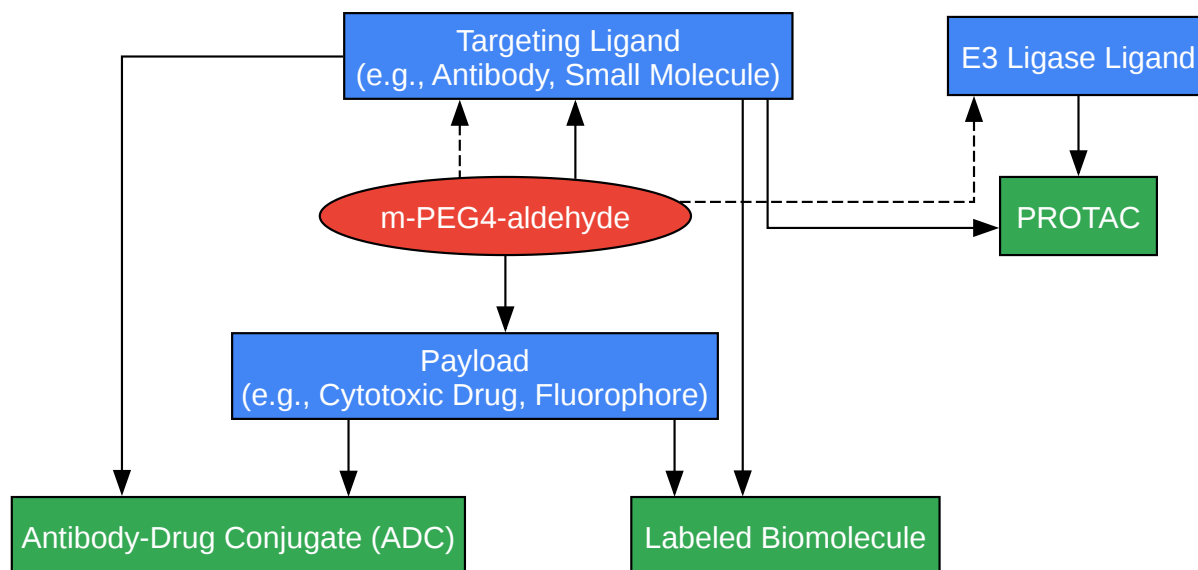 Targeting Ligand
(e.g., Antibody, Small Molecule)
E3 Ligase Ligand
m-PEG4-aldehyde
PROTAC
Payload
(e.g., Cytotoxic Drug, Fluorophore)
Antibody-Drug Conjugate (ADC)
Labeled Biomolecule